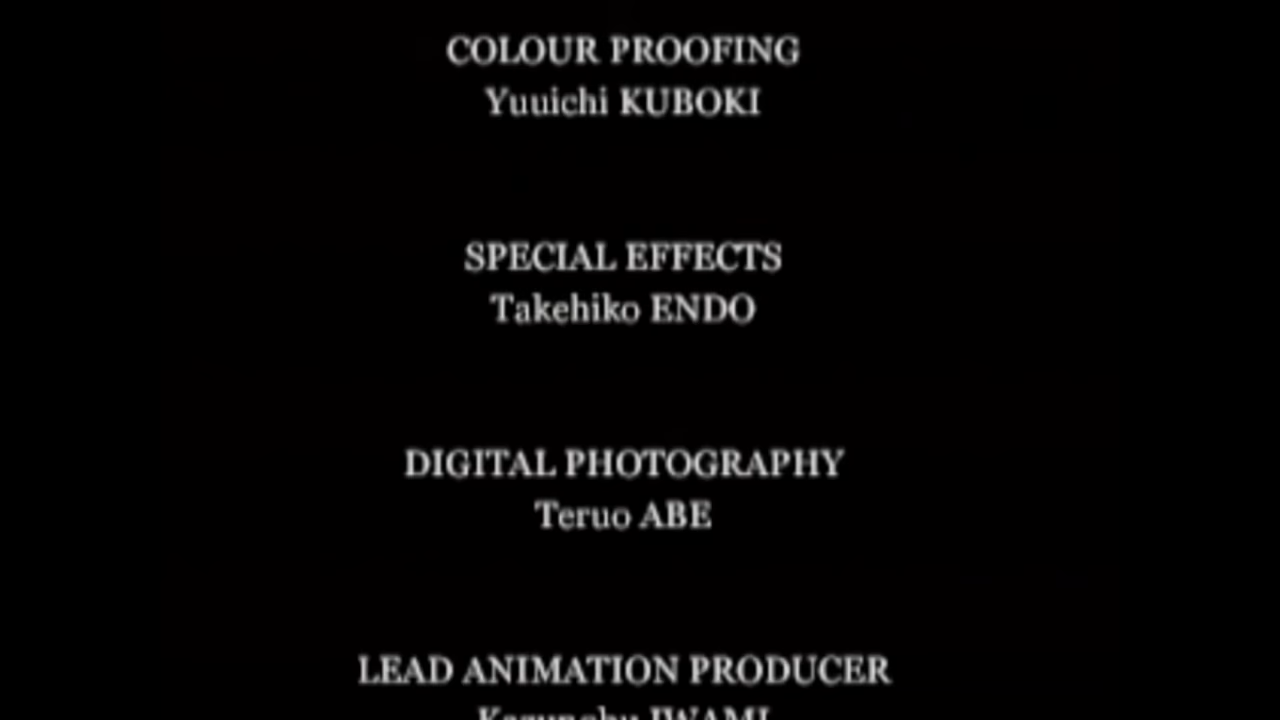 COLOUR PROOFING
Yuuichi KUBOKI
SPECIAL EFFECTS
Takehiko ENDO
DIGITAL PHOTOGRAPHY
Teruo ABE
LEAD ANIMATION PRODUCER